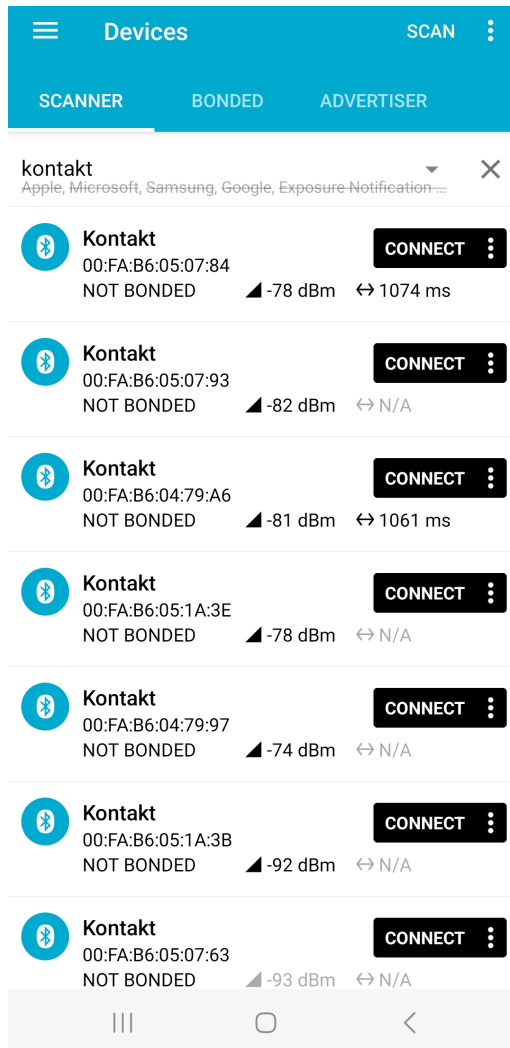 Devices SCAN
SCANNER BONDED ADVERTISER
kontakt
Apple, Microsoft, Samsung, Google, Exposure Notification ...
Kontakt
CONNECT
00:FA:B6:05:07:84
NOT BONDED -78 dBm 1074 ms
Kontakt
CONNECT
00:FA:B6:05:07:93
NOT BONDED -82 dBm N/A
Kontakt
CONNECT
00:FA:B6:04:79:A6
NOT BONDED -81 dBm 1061 ms
Kontakt
CONNECT
00:FA:B6:05:1A:3E
NOT BONDED -78 dBm N/A
Kontakt
CONNECT
00:FA:B6:04:79:97
NOT BONDED -74 dBm N/A
Kontakt
CONNECT
00:FA:B6:05:1A:3B
NOT BONDED -92 dBm N/A
Kontakt
CONNECT
00:FA:B6:05:07:63
NOT BONDED -93 dBm N/A